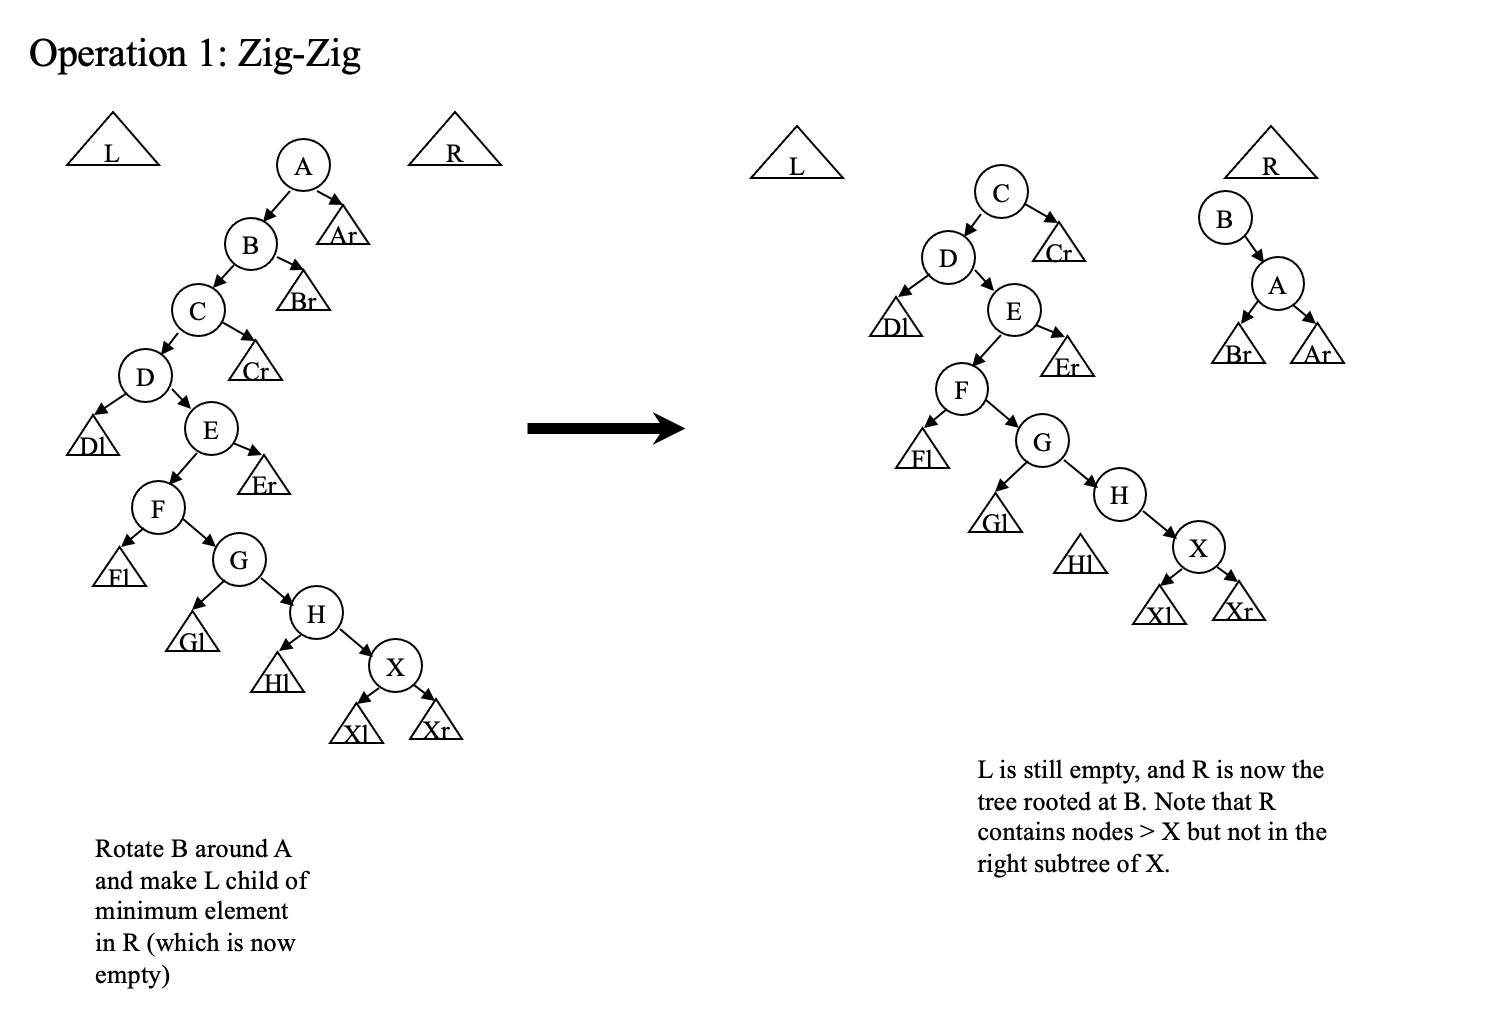 Operation 1: Zig-Zig
L
A
R
B
Ar
C
Br
D
Cr
Dl
E
Er
F
Fl
G
Gl
H
Hl
X
Xl
Xr
Rotate B around A
and make L child of
minimum element
in R (which is now
empty)
L
C
R
B
D
Cr
A
Dl
E
Br
Ar
Er
F
Fl
G
Gl
H
Hl
X
Xl
Xr
L is still empty, and R is now the
tree rooted at B. Note that R
contains nodes > X but not in the
right subtree of X.